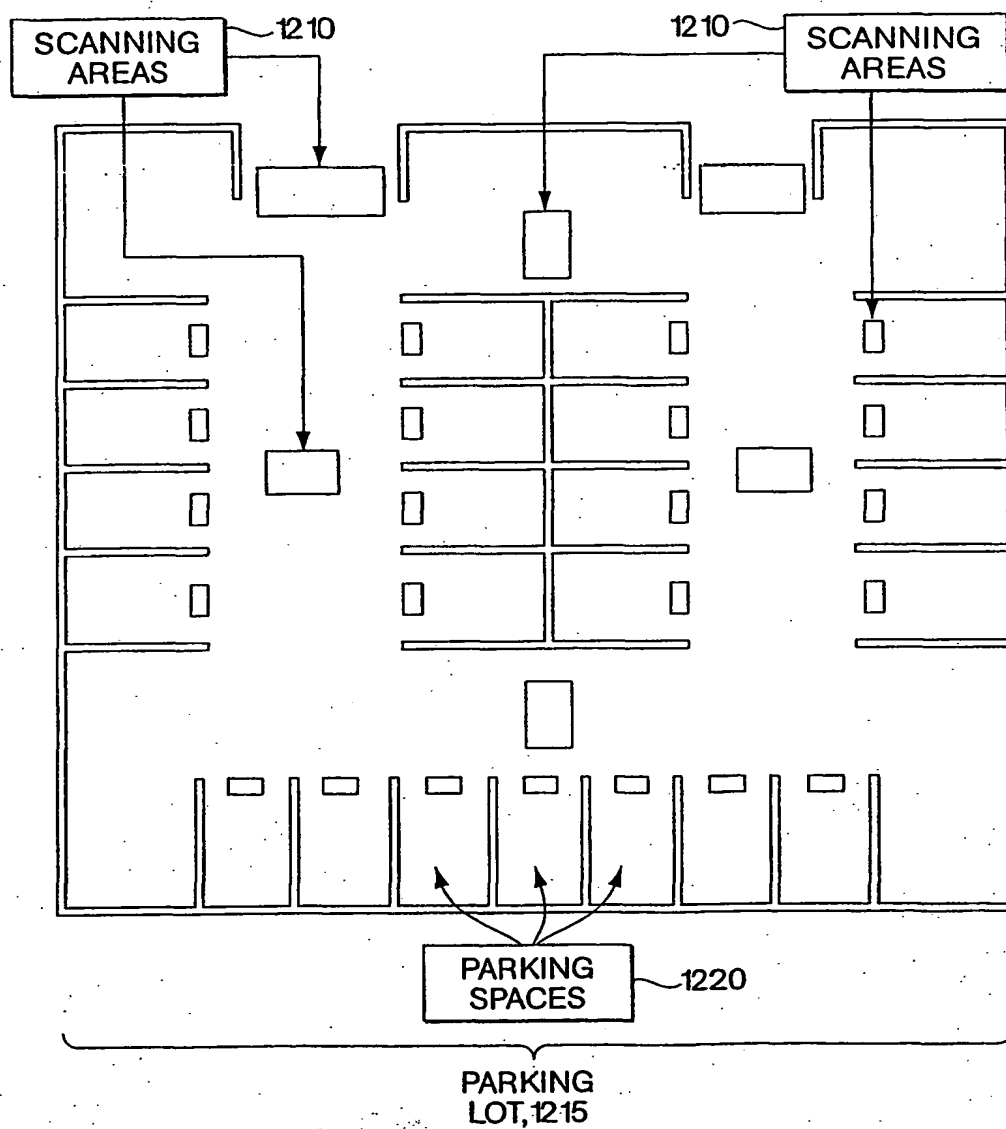 SCANNING
AREAS
1210
1210
SCANNING
AREAS
PARKING
SPACES
1220
PARKING
LOT,1215